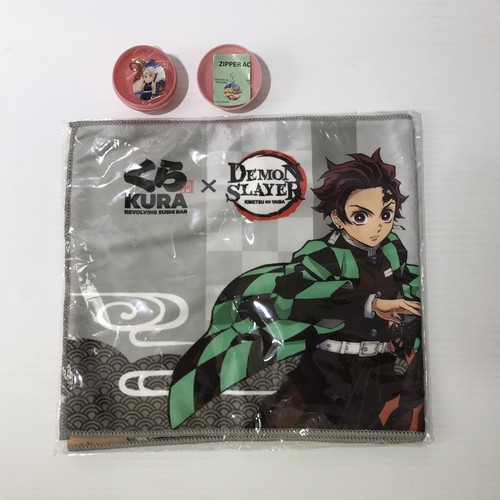 ZIPPER AC
くら
KURA
REVOLVING SUSHI BAR
×
DEMON
SLAYER
KIMETSU NO YAIBA